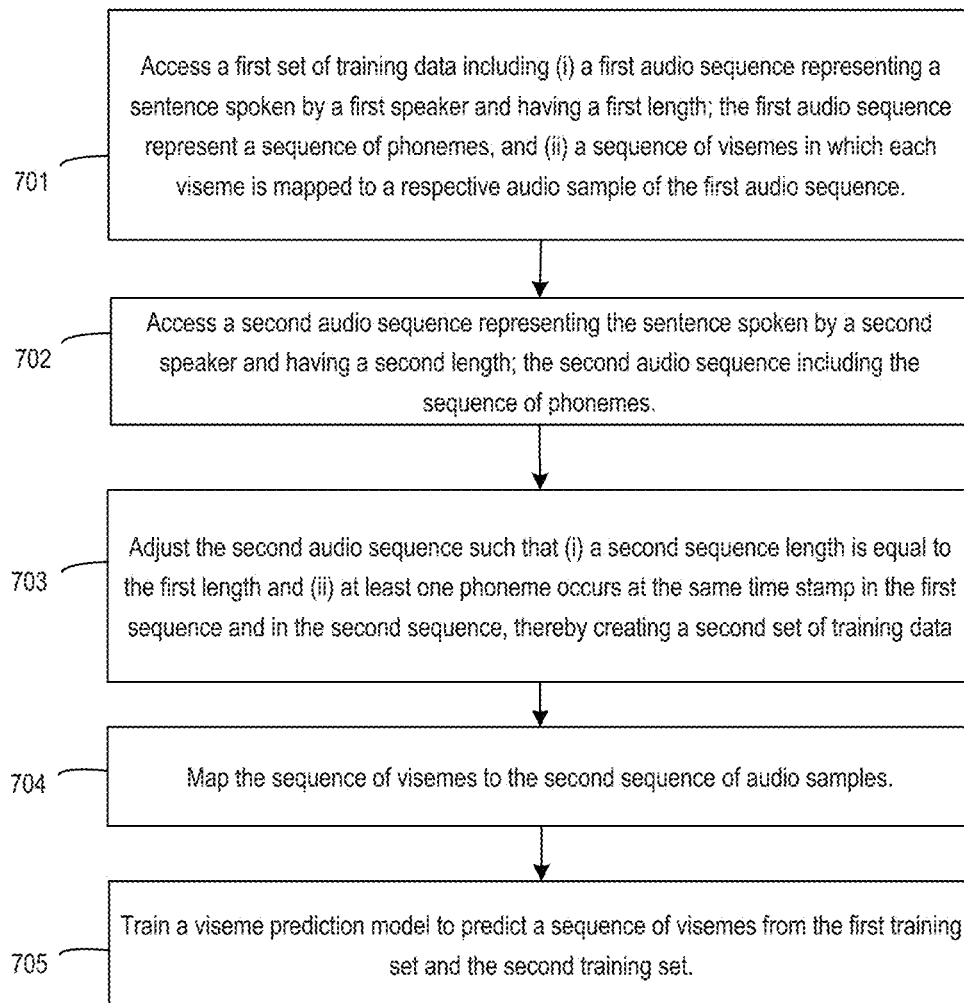 Access a first set of training data including (i) a first audio sequence representing a
sentence spoken by a first speaker and having a first length; the first audio sequence
represent a sequence of phonemes, and (ii) a sequence of visemes in which each
viseme is mapped to a respective audio sample of the first audio sequence.
701
Access a second audio sequence representing the sentence spoken by a second
speaker and having a second length; the second audio sequence including the
sequence of phonemes.
702
Adjust the second audio sequence such that (i) a second sequence length is equal to
the first length and (ii) at least one phoneme occurs at the same time stamp in the first
sequence and in the second sequence, thereby creating a second set of training data
703
Map the sequence of visemes to the second sequence of audio samples.
704
Train a viseme prediction model to predict a sequence of visemes from the first training
set and the second training set.
705